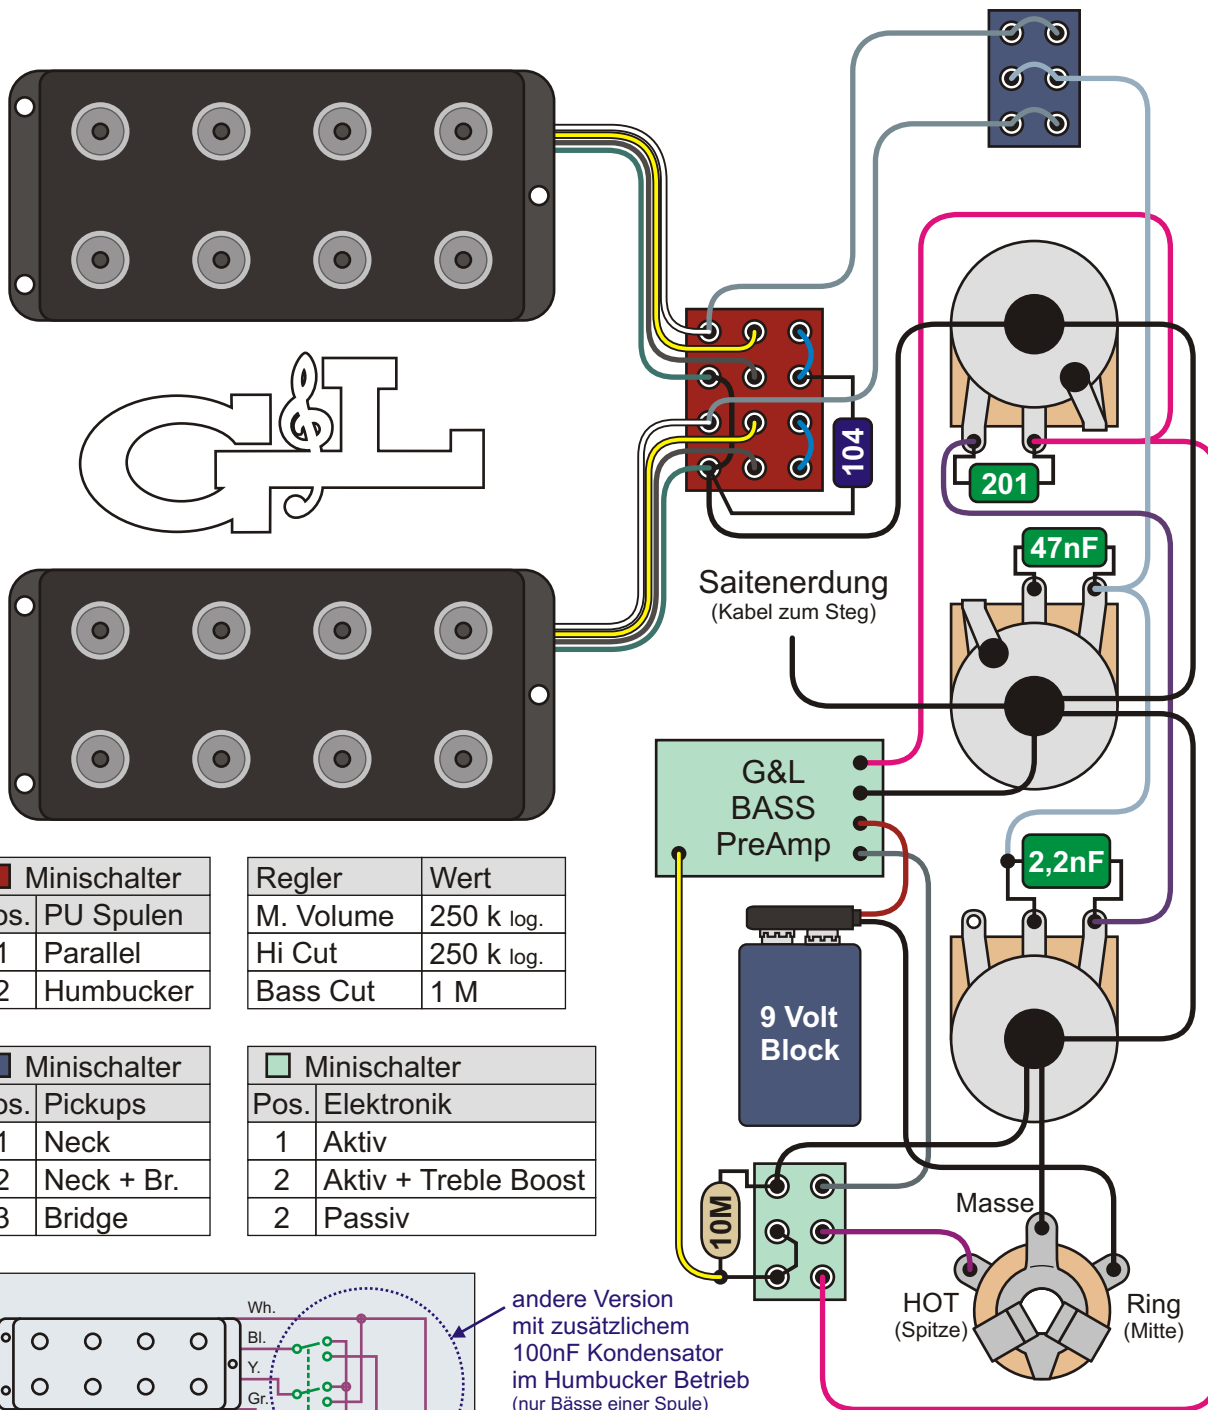 G&L
104
201
47nF
Saitenerdung
(Kabel zum Steg)
G&L
BASS
PreAmp
2,2nF
9 Volt
Block
Minischalter
os. PU Spulen
1 Parallel
2 Humbucker
Regler Wert
M. Volume 250 k log.
Hi Cut 250 k log.
Bass Cut 1 M
Minischalter
os. Pickups
1 Neck
2 Neck + Br.
3 Bridge
Minischalter
Pos. Elektronik
1 Aktiv
2 Aktiv + Treble Boost
2 Passiv
10M
Masse
HOT
(Spitze)
Ring
(Mitte)
Wh.
Bl.
Y.
Gr.
andere Version
mit zusätzlichem
100nF Kondensator
im Humbucker Betrieb
(nur Bässe einer Spule)